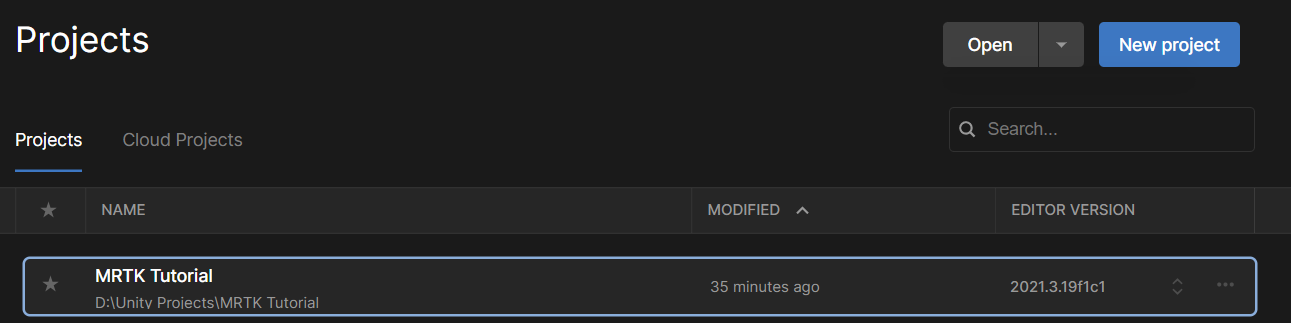 Projects
Open
New project
Projects
Cloud Projects
Search...
NAME
MODIFIED
EDITOR VERSION
MRTK Tutorial
D:\Unity Projects\MRTK Tutorial
35 minutes ago
2021.3.19f1c1